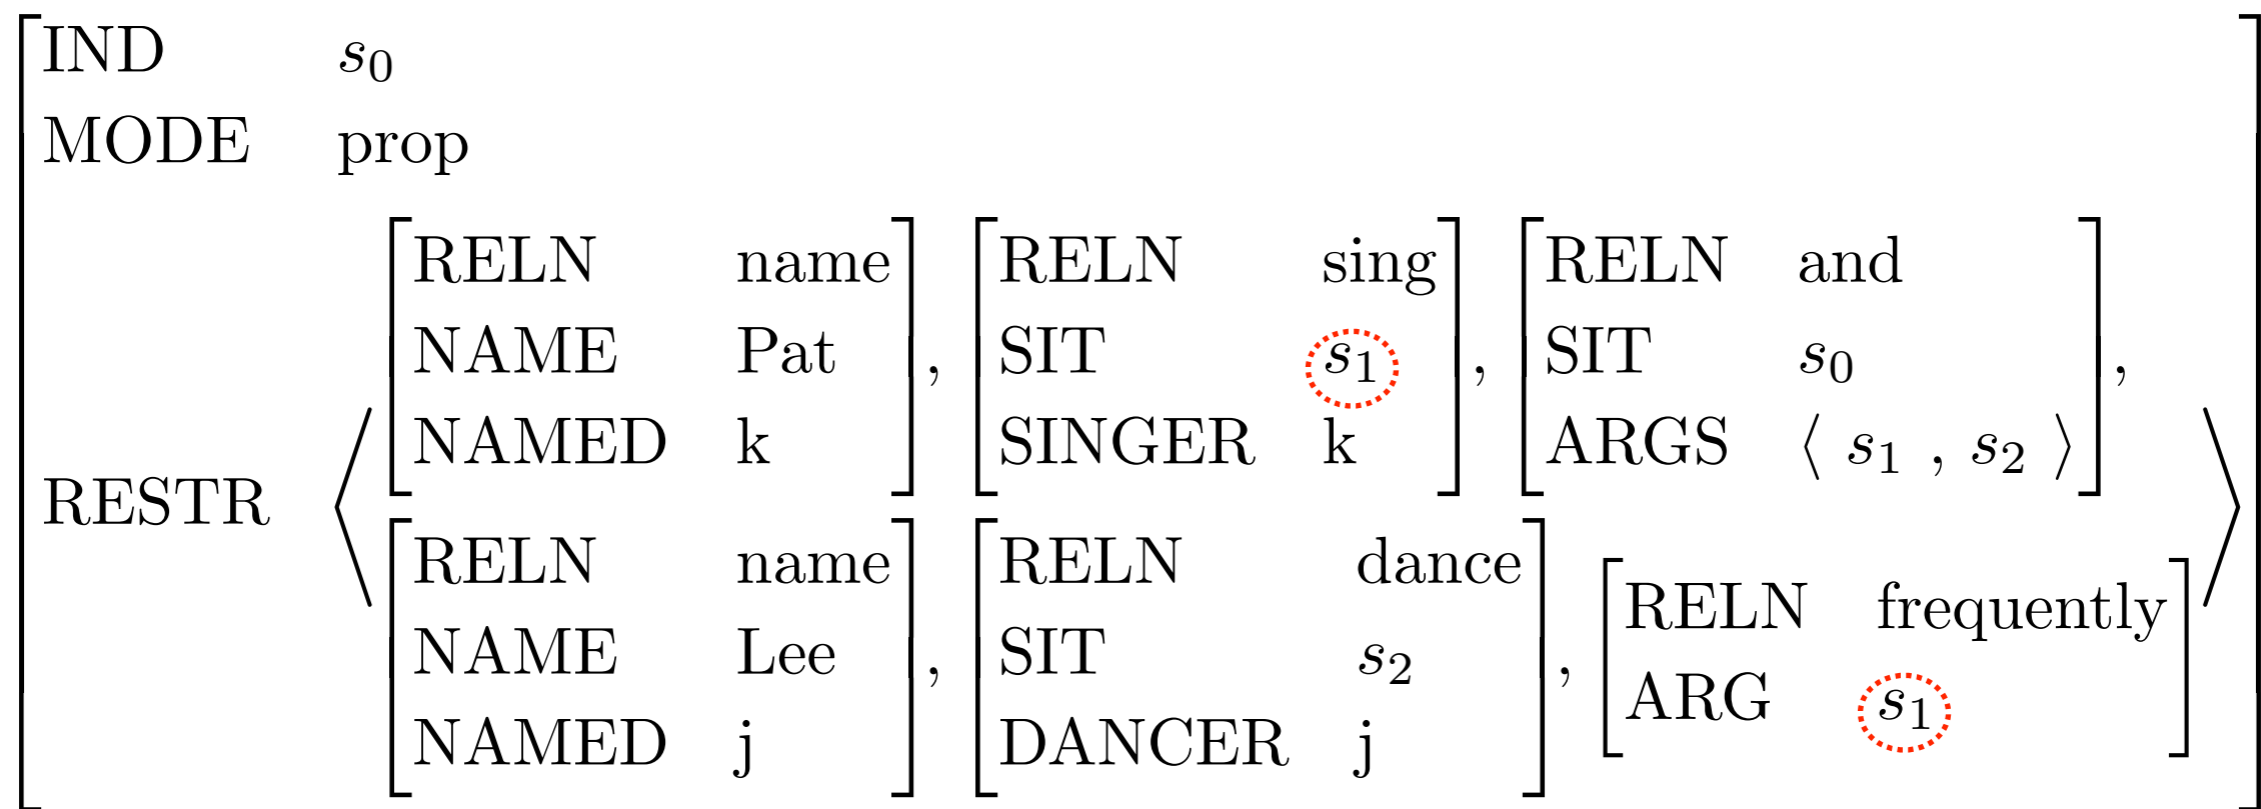 IND s₀
MODE prop
RELN name RELN sing RELN and
NAME Pat , SIT s₁ , SIT s₀ ,
NAMED k SINGER k ARGS ⟨ s₁ , s₂ ⟩
RESTR ⟨ ⟩
RELN name RELN dance
NAME Lee , SIT s₂ , RELN frequently
NAMED j DANCER j ARG s₁